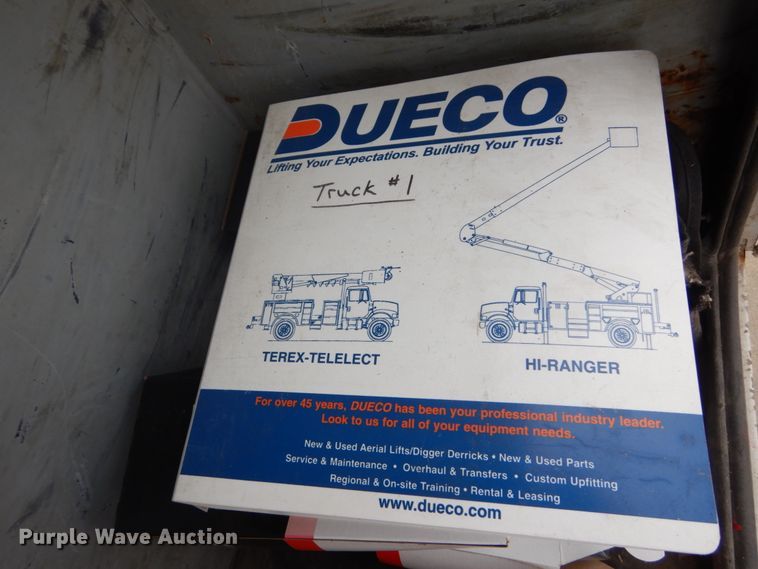 DUECO®
Lifting Your Expectations. Building Your Trust.
Truck #1
TEREX-TELELECT
HI-RANGER
For over 45 years, DUECO has been your professional industry leader.
Look to us for all of your equipment needs.
New & Used Aerial Lifts/Digger Derricks • New & Used Parts
Service & Maintenance • Overhaul & Transfers • Custom Upfitting
Regional & On-site Training • Rental & Leasing
www.dueco.com
Purple Wave Auction®